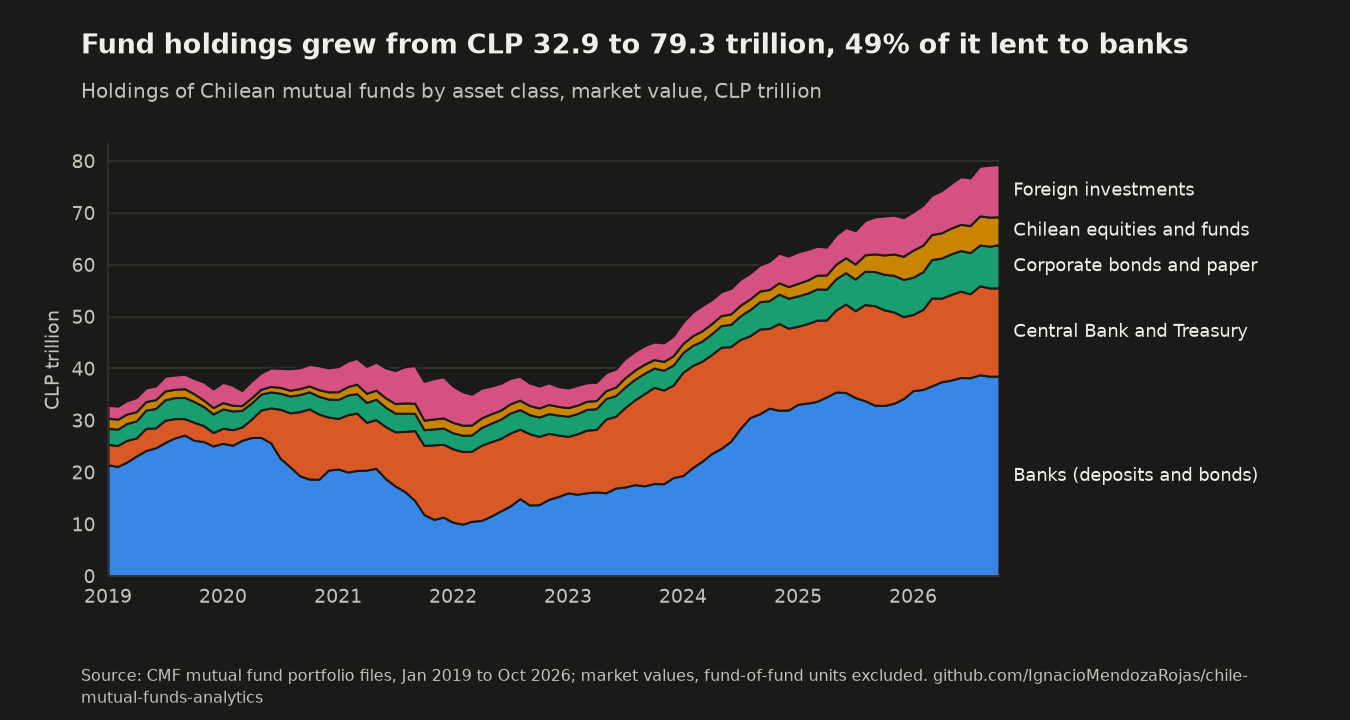 Fund holdings grew from CLP 32.9 to 79.3 trillion, 49% of it lent to banks
Holdings of Chilean mutual funds by asset class, market value, CLP trillion
CLP trillion
80
70
60
50
40
30
20
10
0
2019 2020 2021 2022 2023 2024 2025 2026
Foreign investments
Chilean equities and funds
Corporate bonds and paper
Central Bank and Treasury
Banks (deposits and bonds)
Source: CMF mutual fund portfolio files, Jan 2019 to Oct 2026; market values, fund-of-fund units excluded. github.com/IgnacioMendozaRojas/chile-
mutual-funds-analytics